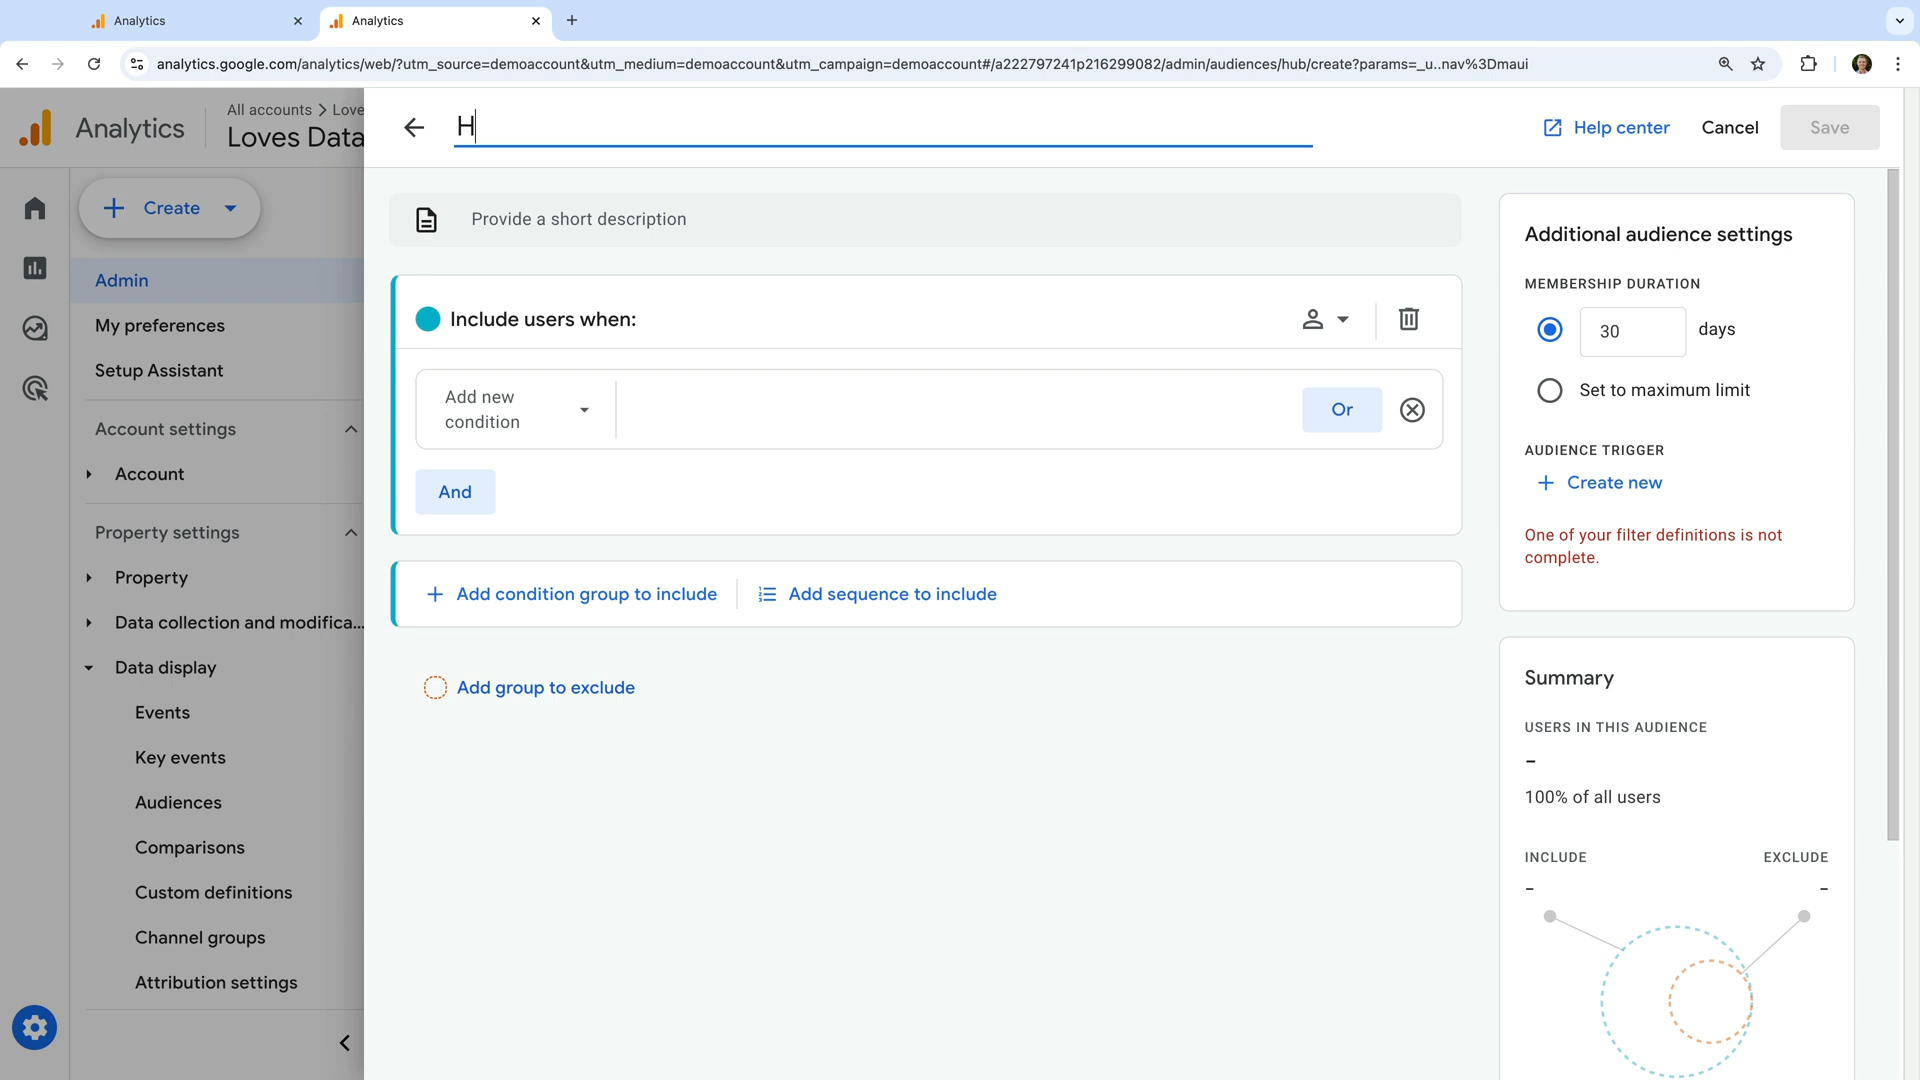 Analytics
Analytics
analytics.google.com/analytics/web/?utm_source=demoaccount&utm_medium=demoaccount&utm_campaign=demoaccount#/a222797241p216299082/admin/audiences/hub/create?params=_u..nav%3Dmaui
Analytics
All accounts > Love
Loves Data
H
Help center
Cancel
Save
Create
Admin
My preferences
Setup Assistant
Account settings
Account
Property settings
Property
Data collection and modifica...
Data display
Events
Key events
Audiences
Comparisons
Custom definitions
Channel groups
Attribution settings
Provide a short description
Include users when:
Add new
condition
Or
And
Add condition group to include
Add sequence to include
Add group to exclude
Additional audience settings
MEMBERSHIP DURATION
30 days
Set to maximum limit
AUDIENCE TRIGGER
Create new
One of your filter definitions is not
complete.
Summary
USERS IN THIS AUDIENCE
–
100% of all users
INCLUDE EXCLUDE
– –